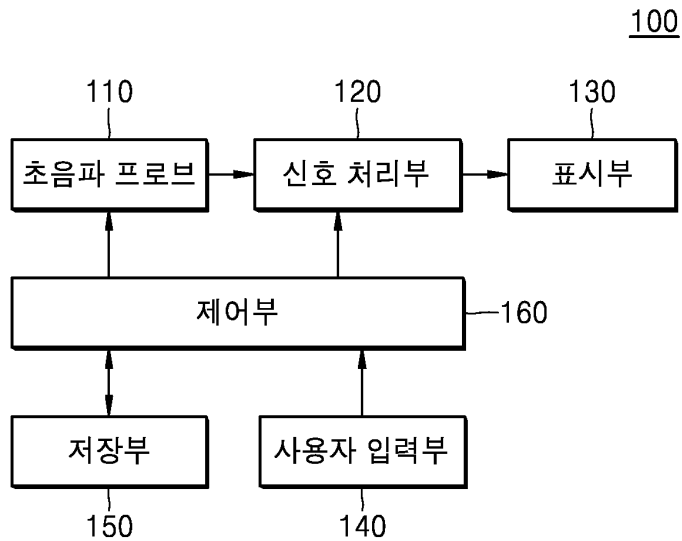 100
110
120
130
초음파 프로브
신호 처리부
표시부
제어부
160
저장부
사용자 입력부
150
140